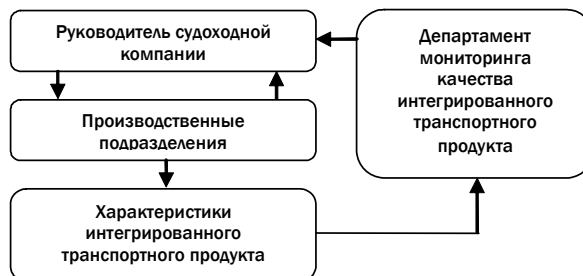 Руководитель судоходной
компании
Производственные
подразделения
Характеристики
интегрированного
транспортного продукта
Департамент
мониторинга
качества
интегрированного
транспортного
продукта